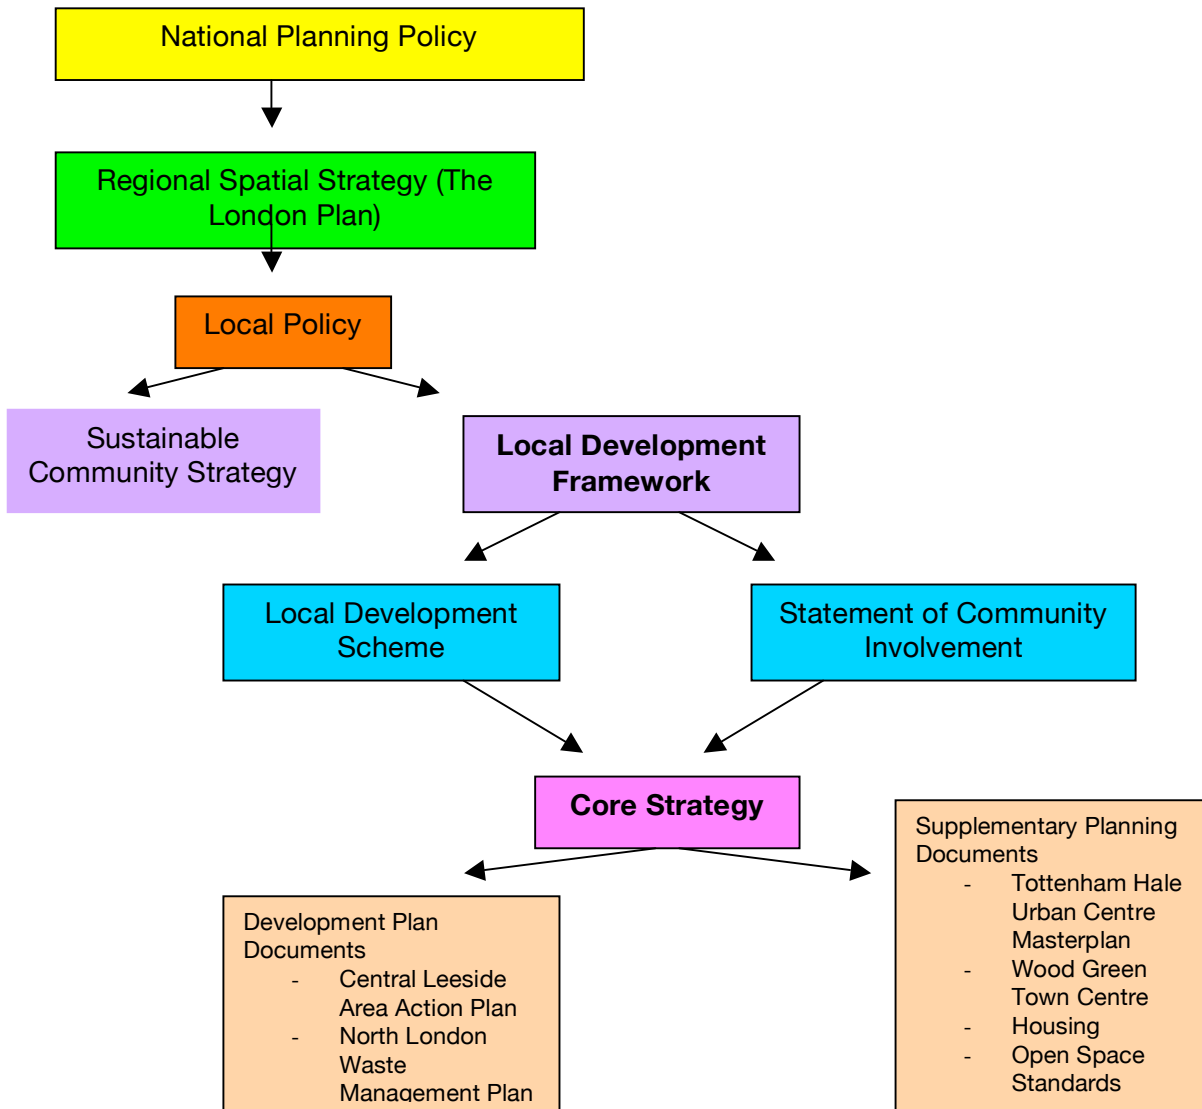 National Planning Policy
Regional Spatial Strategy (The
London Plan)
Local Policy
Sustainable
Community Strategy
Local Development
Framework
Local Development
Scheme
Statement of Community
Involvement
Core Strategy
Supplementary Planning
Documents
- Tottenham Hale
Urban Centre
Masterplan
- Wood Green
Town Centre
- Housing
- Open Space
Standards
Development Plan
Documents
- Central Leeside
Area Action Plan
- North London
Waste
Management Plan